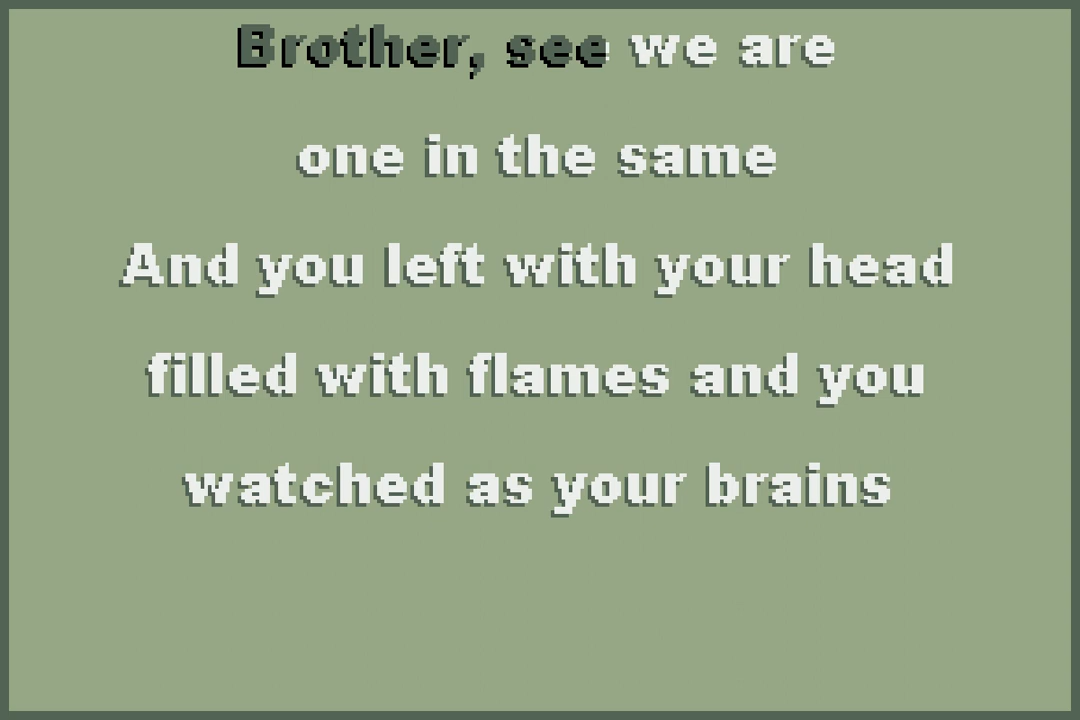 Brother, see we are
one in the same
And you left with your head
filled with flames and you
watched as your brains